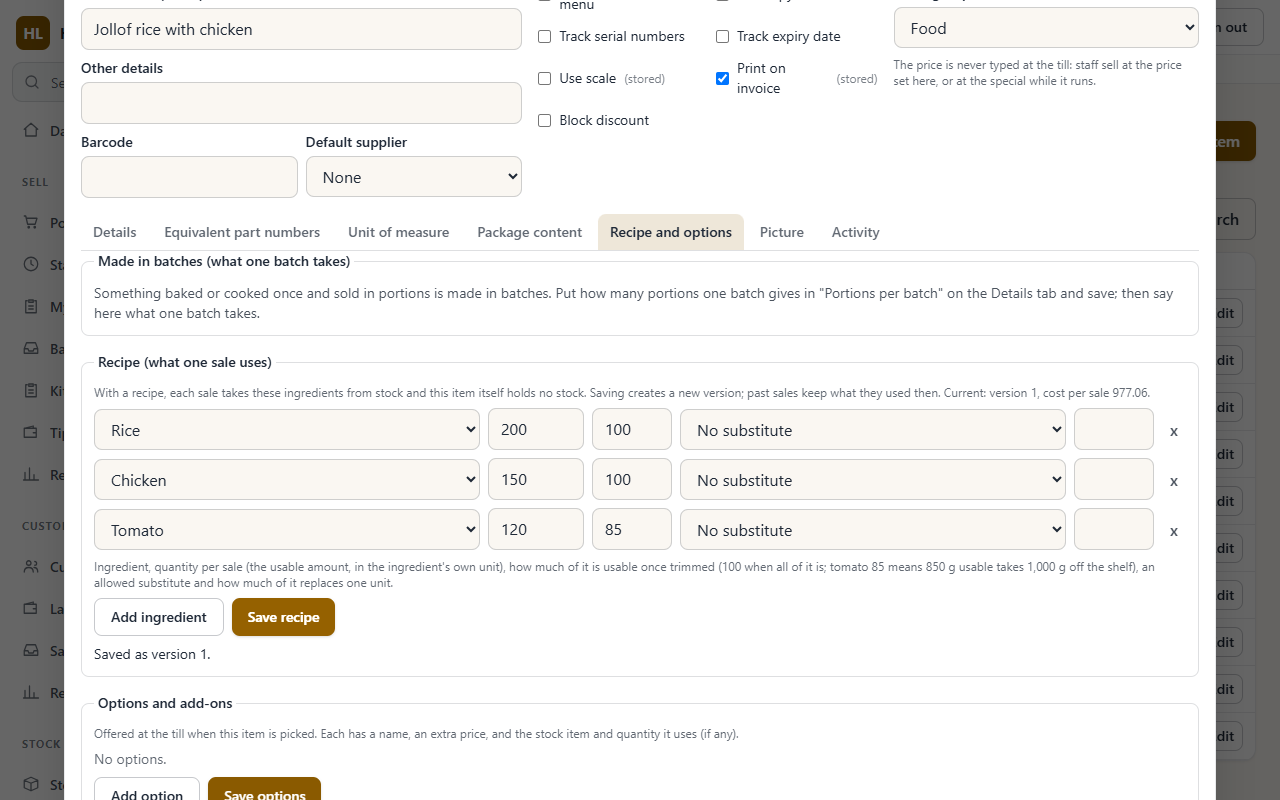 HL
menu
Jollof rice with chicken
Track serial numbers
Track expiry date
Food
Other details
Use scale (stored)
Print on invoice (stored)
The price is never typed at the till: staff sell at the price
set here, or at the special while it runs.
Block discount
Barcode
Default supplier
None
SELL
Details
Equivalent part numbers
Unit of measure
Package content
Recipe and options
Picture
Activity
Made in batches (what one batch takes)
Something baked or cooked once and sold in portions is made in batches. Put how many portions one batch gives in "Portions per batch" on the Details tab and save; then say
here what one batch takes.
Recipe (what one sale uses)
With a recipe, each sale takes these ingredients from stock and this item itself holds no stock. Saving creates a new version; past sales keep what they used then. Current: version 1, cost per sale 977.06.
Rice 200 100 No substitute x
Chicken 150 100 No substitute x
Tomato 120 85 No substitute x
Ingredient, quantity per sale (the usable amount, in the ingredient's own unit), how much of it is usable once trimmed (100 when all of it is; tomato 85 means 850 g usable takes 1,000 g off the shelf), an
allowed substitute and how much of it replaces one unit.
Add ingredient
Save recipe
Saved as version 1.
Options and add-ons
Offered at the till when this item is picked. Each has a name, an extra price, and the stock item and quantity it uses (if any).
No options.
Add option
Save options
STOCK